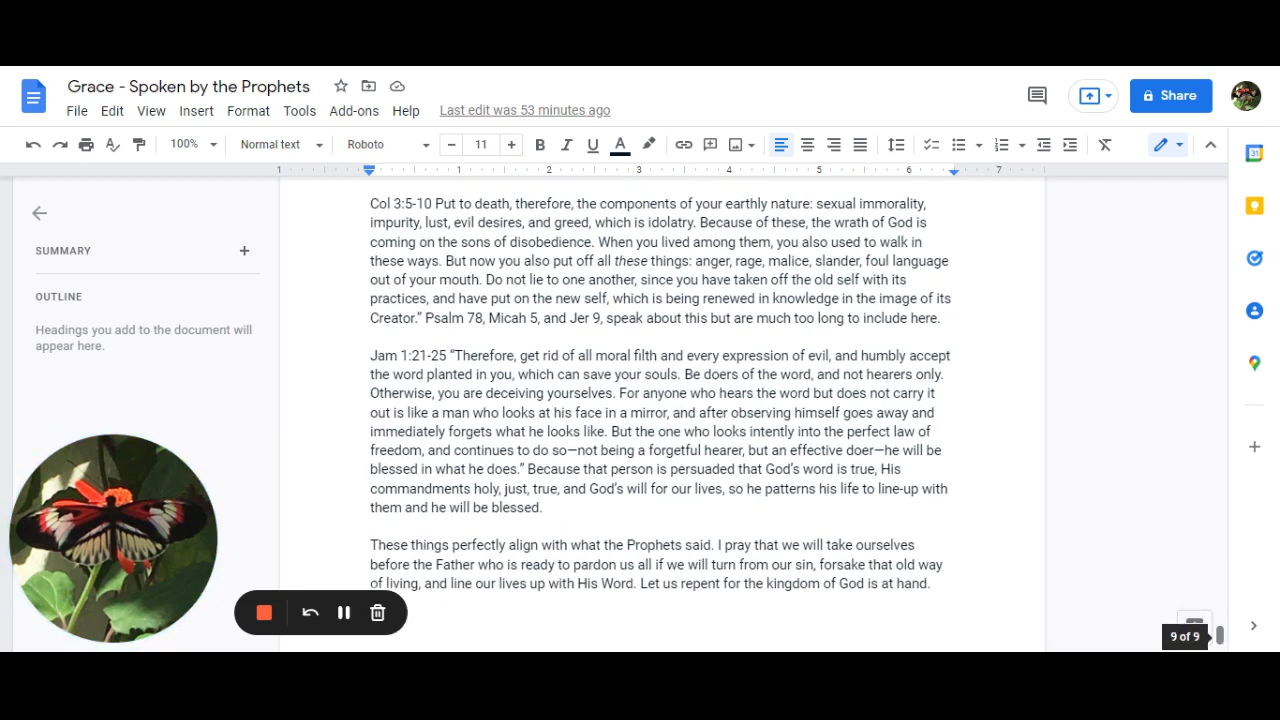 Grace - Spoken by the Prophets
File Edit View Insert Format Tools Add-ons Help Last edit was 53 minutes ago
Share
100% Normal text Roboto 11
1 1 2 3 4 5 6 7
SUMMARY
OUTLINE
Headings you add to the document will
appear here.
Col 3:5-10 Put to death, therefore, the components of your earthly nature: sexual immorality,
impurity, lust, evil desires, and greed, which is idolatry. Because of these, the wrath of God is
coming on the sons of disobedience. When you lived among them, you also used to walk in
these ways. But now you also put off all these things: anger, rage, malice, slander, foul language
out of your mouth. Do not lie to one another, since you have taken off the old self with its
practices, and have put on the new self, which is being renewed in knowledge in the image of its
Creator.” Psalm 78, Micah 5, and Jer 9, speak about this but are much too long to include here.
Jam 1:21-25 “Therefore, get rid of all moral filth and every expression of evil, and humbly accept
the word planted in you, which can save your souls. Be doers of the word, and not hearers only.
Otherwise, you are deceiving yourselves. For anyone who hears the word but does not carry it
out is like a man who looks at his face in a mirror, and after observing himself goes away and
immediately forgets what he looks like. But the one who looks intently into the perfect law of
freedom, and continues to do so—not being a forgetful hearer, but an effective doer—he will be
blessed in what he does.” Because that person is persuaded that God’s word is true, His
commandments holy, just, true, and God’s will for our lives, so he patterns his life to line-up with
them and he will be blessed.
These things perfectly align with what the Prophets said. I pray that we will take ourselves
before the Father who is ready to pardon us all if we will turn from our sin, forsake that old way
of living, and line our lives up with His Word. Let us repent for the kingdom of God is at hand.
9 of 9